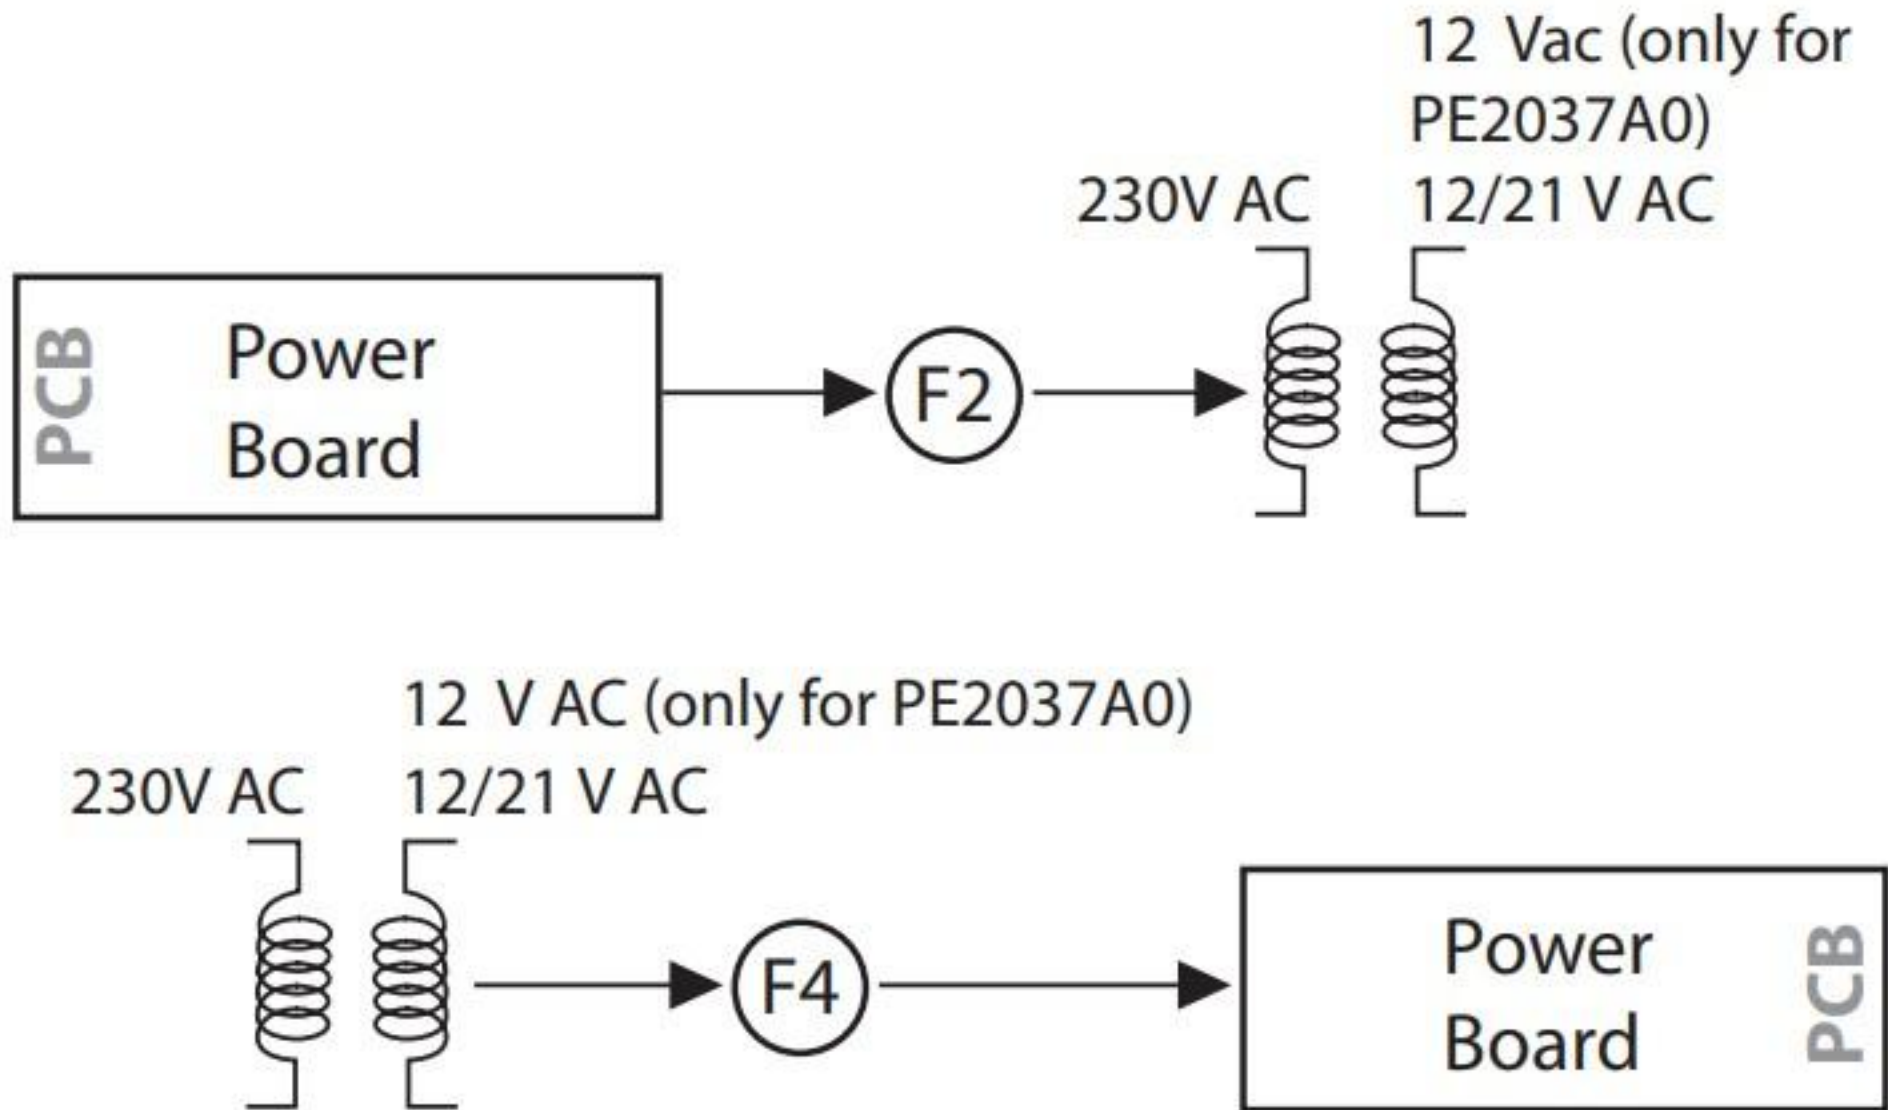 12 Vac (only for
PE2037A0)
230V AC 12/21 V AC
PCB
Power
Board
F2
12 V AC (only for PE2037A0)
230V AC 12/21 V AC
F4
Power
Board
PCB